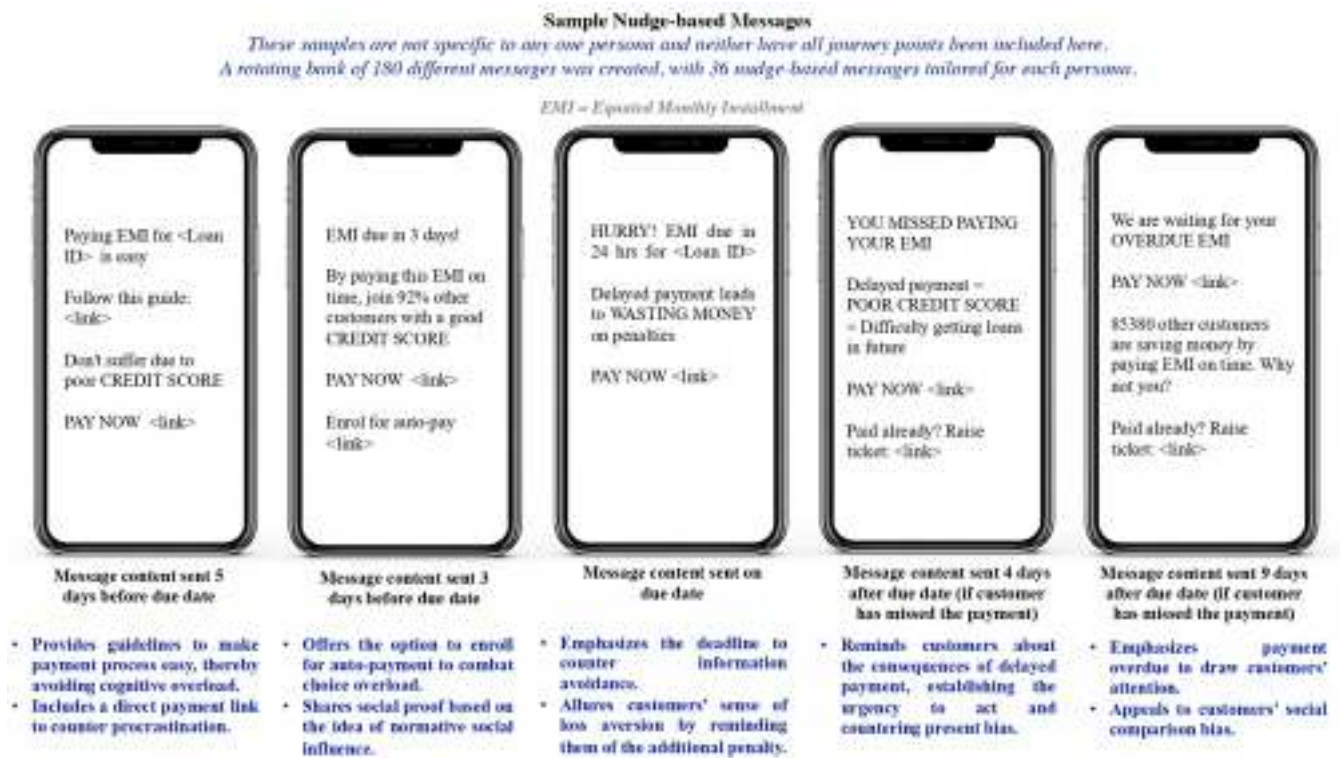 Sample Nudge-based Messages
These samples are not specific to any one persona and neither have all journey points been included here.
A rotating bank of 180 different messages was created, with 36 nudge-based messages tailored for each persona.
EMI = Equated Monthly Installment
Paying EMI for <Loan
ID> is easy
Follow this guide:
<link>
Don't suffer due to
poor CREDIT SCORE
PAY NOW <link>
EMI due in 3 days!
By paying this EMI on
time, join 92% other
customers with a good
CREDIT SCORE
PAY NOW <link>
Enrol for auto-pay
<link>
HURRY! EMI due in
24 hrs for <Loan ID>
Delayed payment leads
to WASTING MONEY
on penalties
PAY NOW <link>
YOU MISSED PAYING
YOUR EMI
Delayed payment =
POOR CREDIT SCORE
= Difficulty getting loans
in future
PAY NOW <link>
Paid already? Raise
ticket: <link>
We are waiting for your
OVERDUE EMI
PAY NOW <link>
85380 other customers
are saving money by
paying EMI on time. Why
not you?
Paid already? Raise
ticket: <link>
Message content sent 5
days before due date
• Provides guidelines to make
payment process easy, thereby
avoiding cognitive overload.
• Includes a direct payment link
to counter procrastination.
Message content sent 3
days before due date
• Offers the option to enroll
for auto-payment to combat
choice overload.
• Shares social proof based on
the idea of normative social
influence.
Message content sent on
due date
• Emphasizes the deadline to
counter information
avoidance.
• Allures customers' sense of
loss aversion by reminding
them of the additional penalty.
Message content sent 4 days
after due date (if customer
has missed the payment)
• Reminds customers about
the consequences of delayed
payment, establishing the
urgency to act and
countering present bias.
Message content sent 9 days
after due date (if customer
has missed the payment)
• Emphasizes payment
overdue to draw customers'
attention.
• Appeals to customers' social
comparison bias.